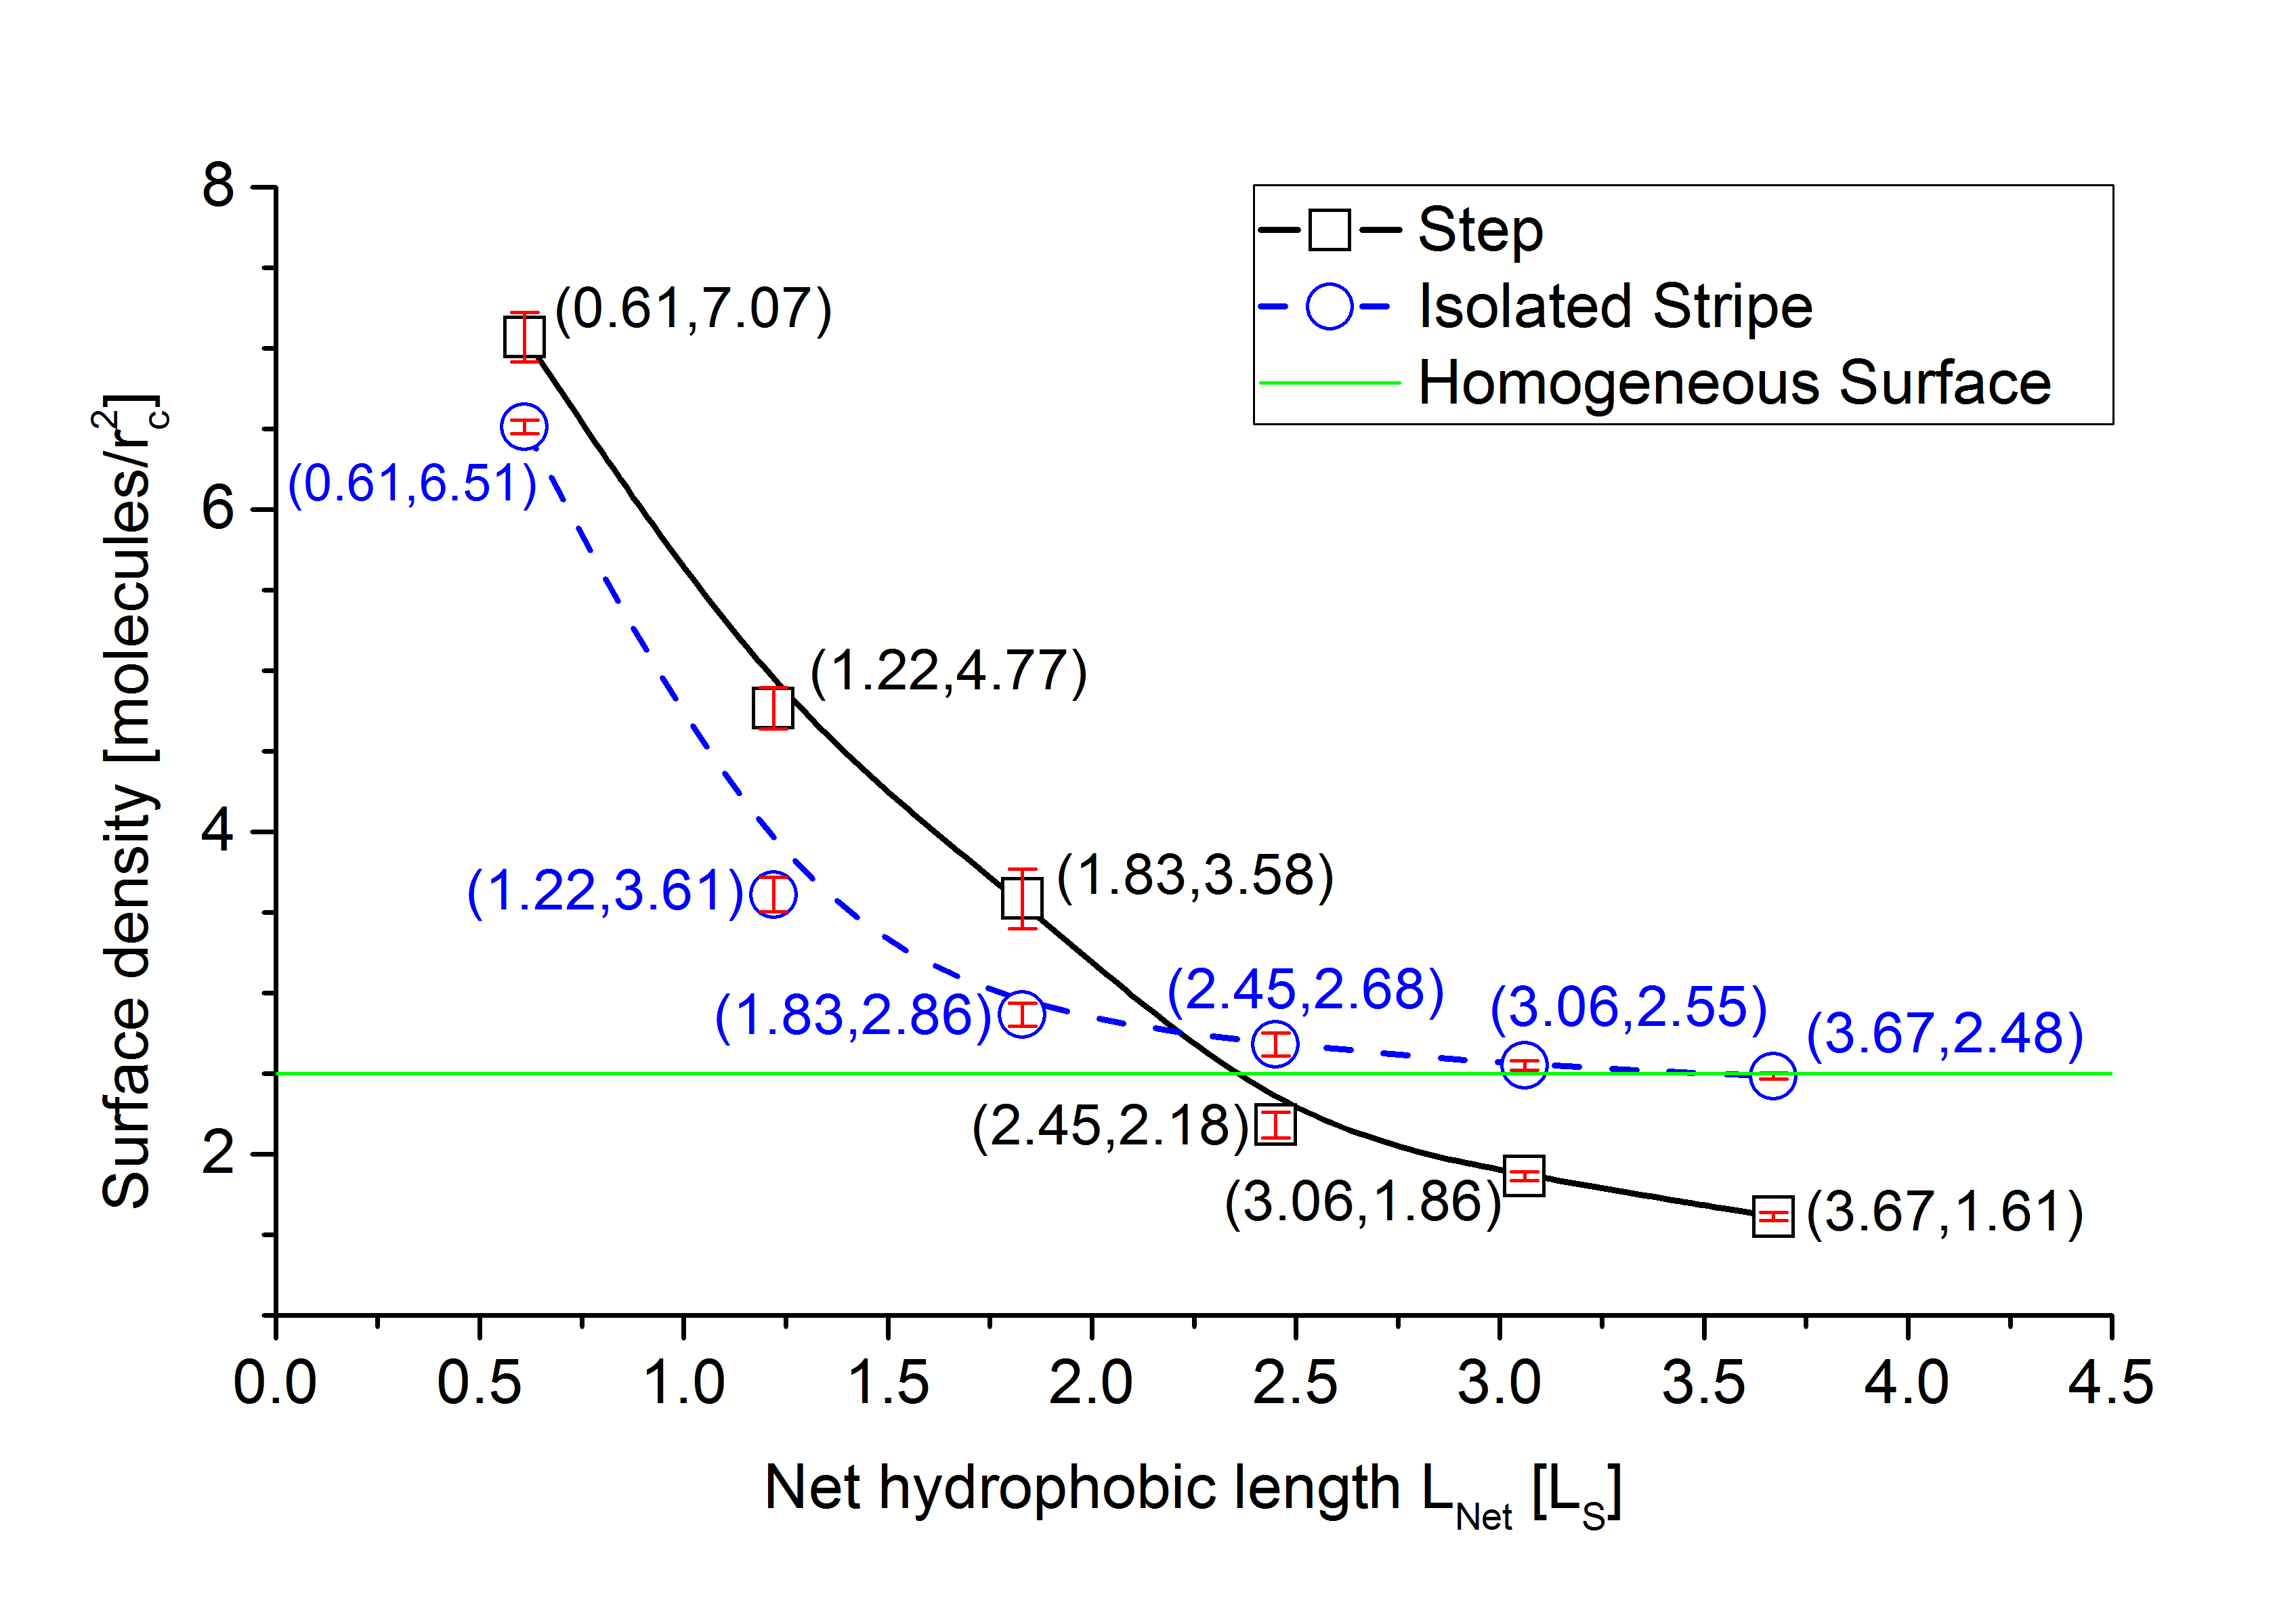 Step
Isolated Stripe
Homogeneous Surface
8
6
4
2
Surface density [molecules/r_c^2]
(0.61,7.07)
(0.61,6.51)
(1.22,4.77)
(1.22,3.61)
(1.83,3.58)
(1.83,2.86)
(2.45,2.68)
(3.06,2.55)
(3.67,2.48)
(2.45,2.18)
(3.06,1.86)
(3.67,1.61)
0.0 0.5 1.0 1.5 2.0 2.5 3.0 3.5 4.0 4.5
Net hydrophobic length L_Net [L_S]